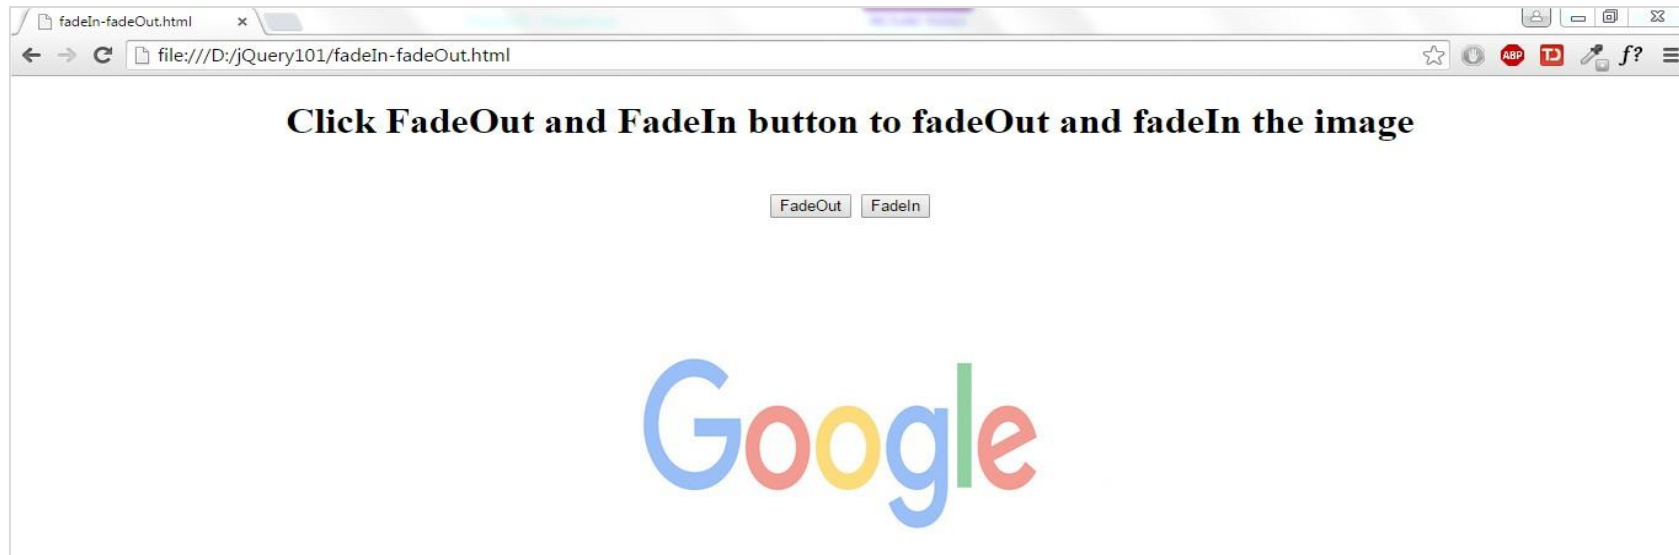 fadeIn-fadeOut.html
file:///D:/jQuery101/fadeIn-fadeOut.html
ABP
f?
Click FadeOut and FadeIn button to fadeOut and fadeIn the image
FadeOut FadeIn
Google